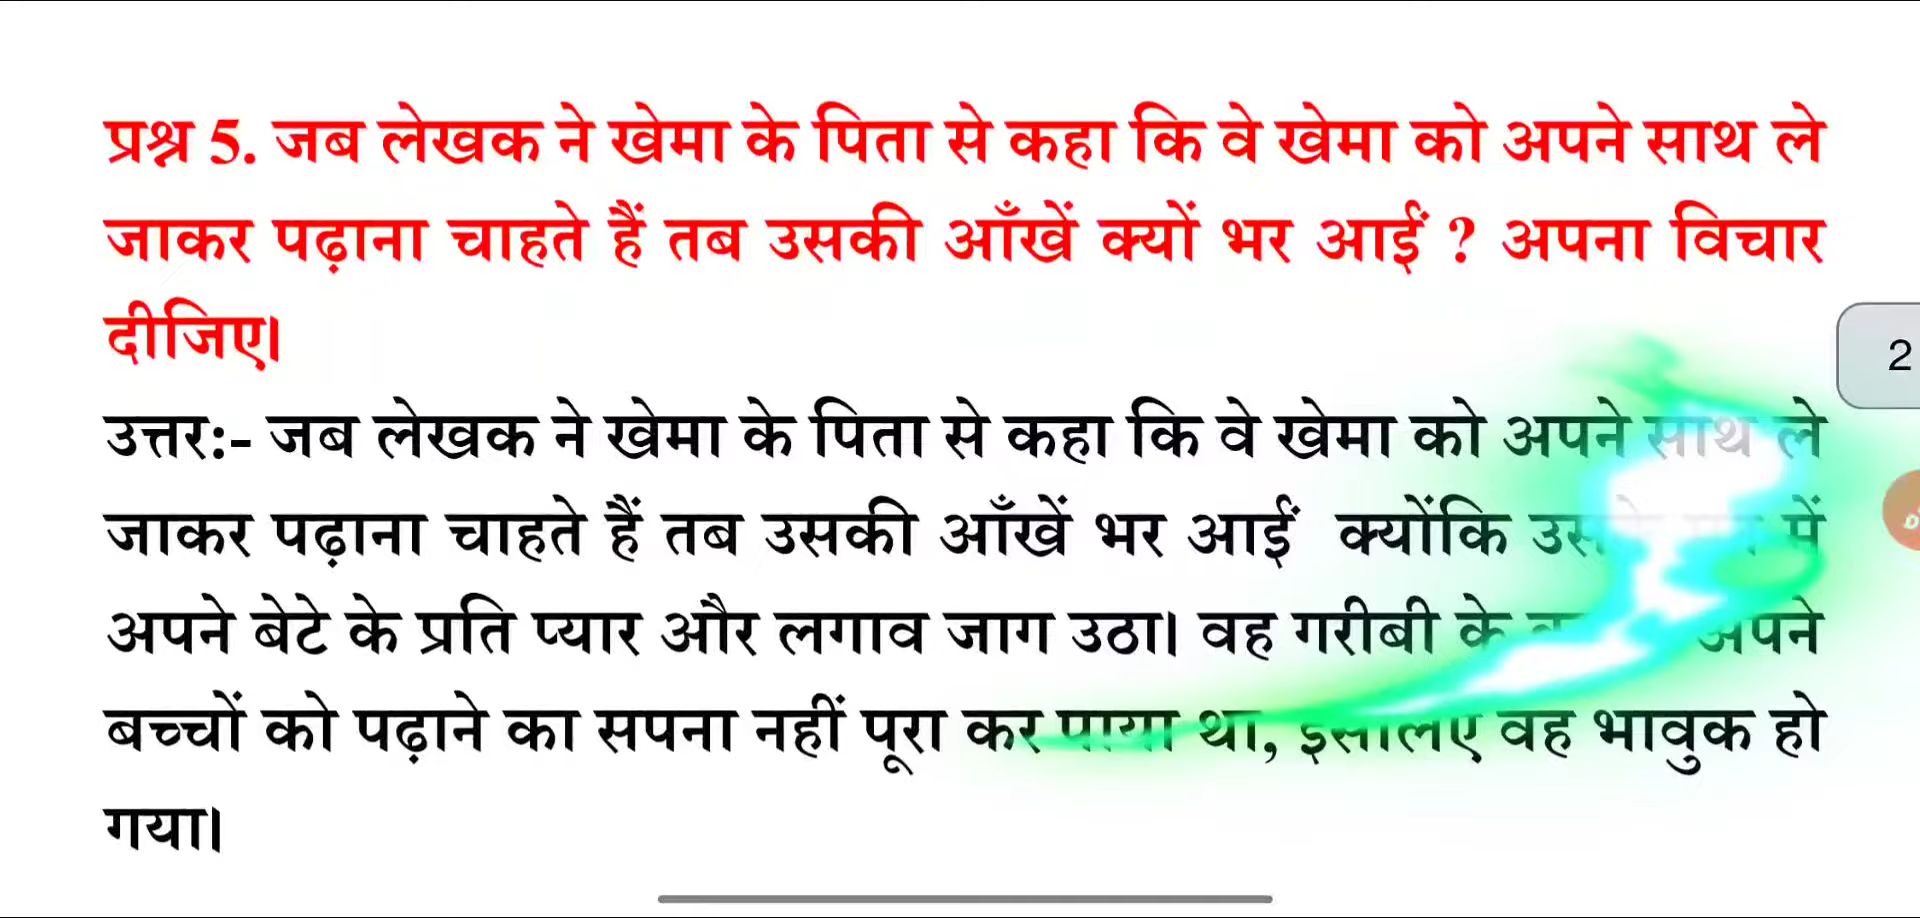 प्रश्न 5. जब लेखक ने खेमा के पिता से कहा कि वे खेमा को अपने साथ ले
जाकर पढ़ाना चाहते हैं तब उसकी आँखें क्यों भर आईं ? अपना विचार
दीजिए।
2
उत्तर:- जब लेखक ने खेमा के पिता से कहा कि वे खेमा को अपने साथ ले
जाकर पढ़ाना चाहते हैं तब उसकी आँखें भर आईं क्योंकि में
अपने बेटे के प्रति प्यार और लगाव जाग उठा। वह गरीबी के अपने
बच्चों को पढ़ाने का सपना नहीं पूरा कर पाया था, इसलिए वह भावुक हो
गया।